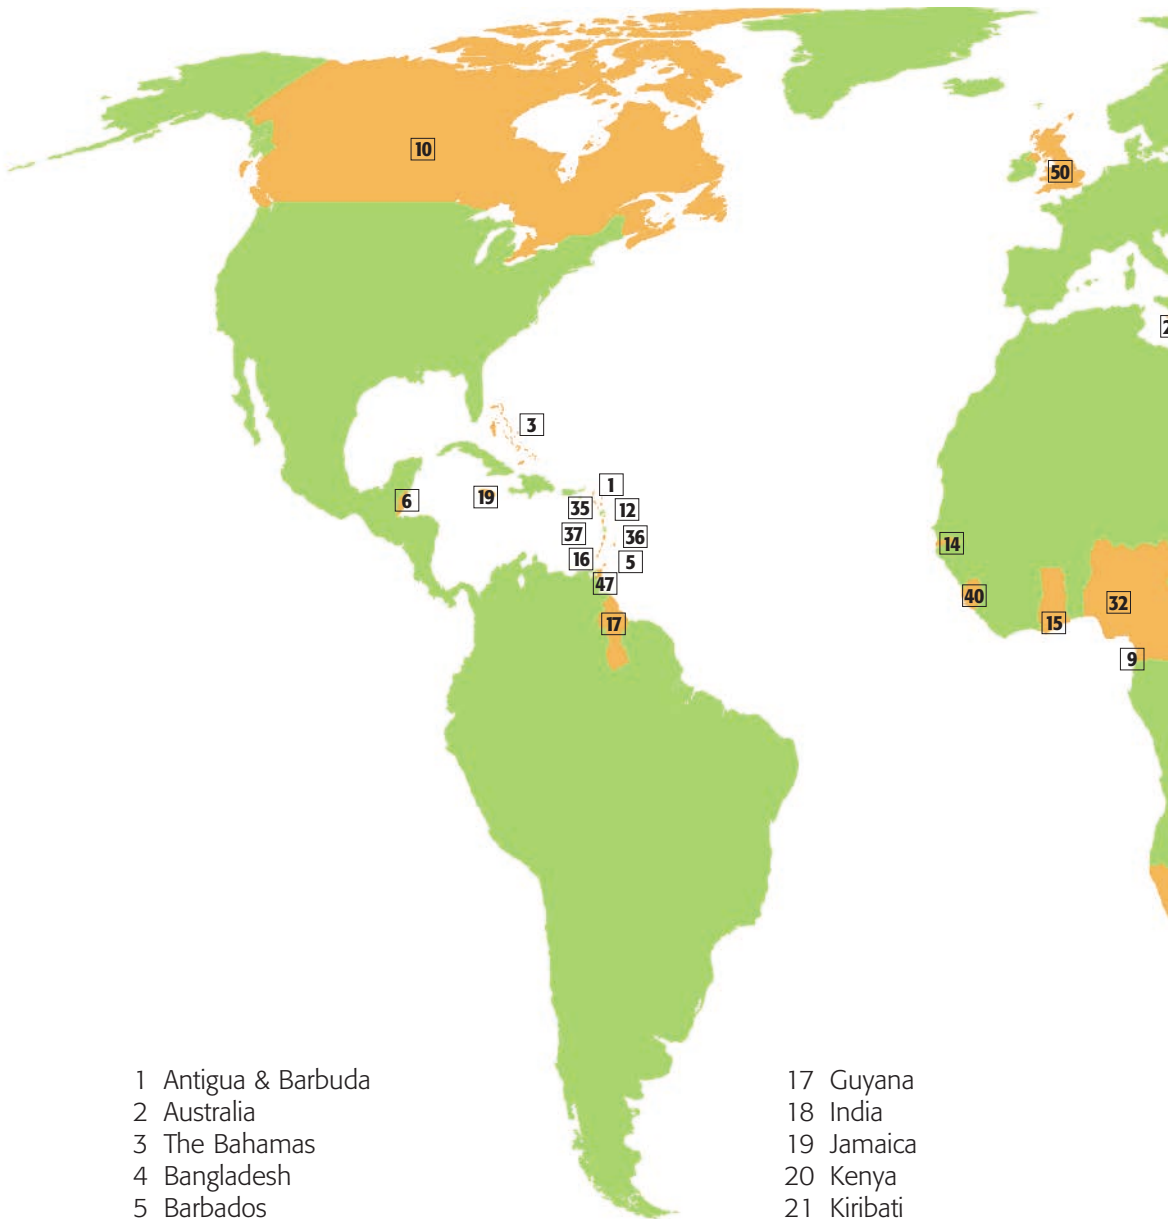 10
50
2
3
6
19
1
35
12
37
36
16
5
47
17
14
40
15
32
9
1 Antigua & Barbuda
2 Australia
3 The Bahamas
4 Bangladesh
5 Barbados
17 Guyana
18 India
19 Jamaica
20 Kenya
21 Kiribati